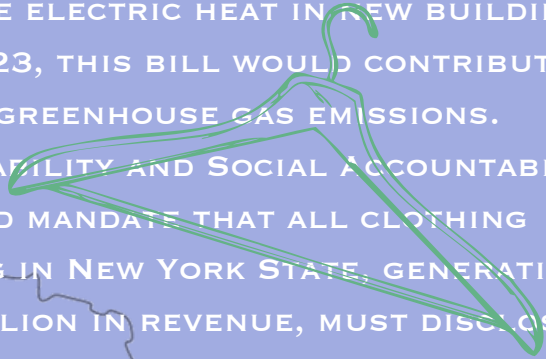 E ELECTRIC HEAT IN NEW BUILDI
23, THIS BILL WOULD CONTRIBUT
GREENHOUSE GAS EMISSIONS.
ABILITY AND SOCIAL ACCOUNTAB
D MANDATE THAT ALL CLOTHING
G IN NEW YORK STATE, GENERATI
LION IN REVENUE, MUST DISCLOS